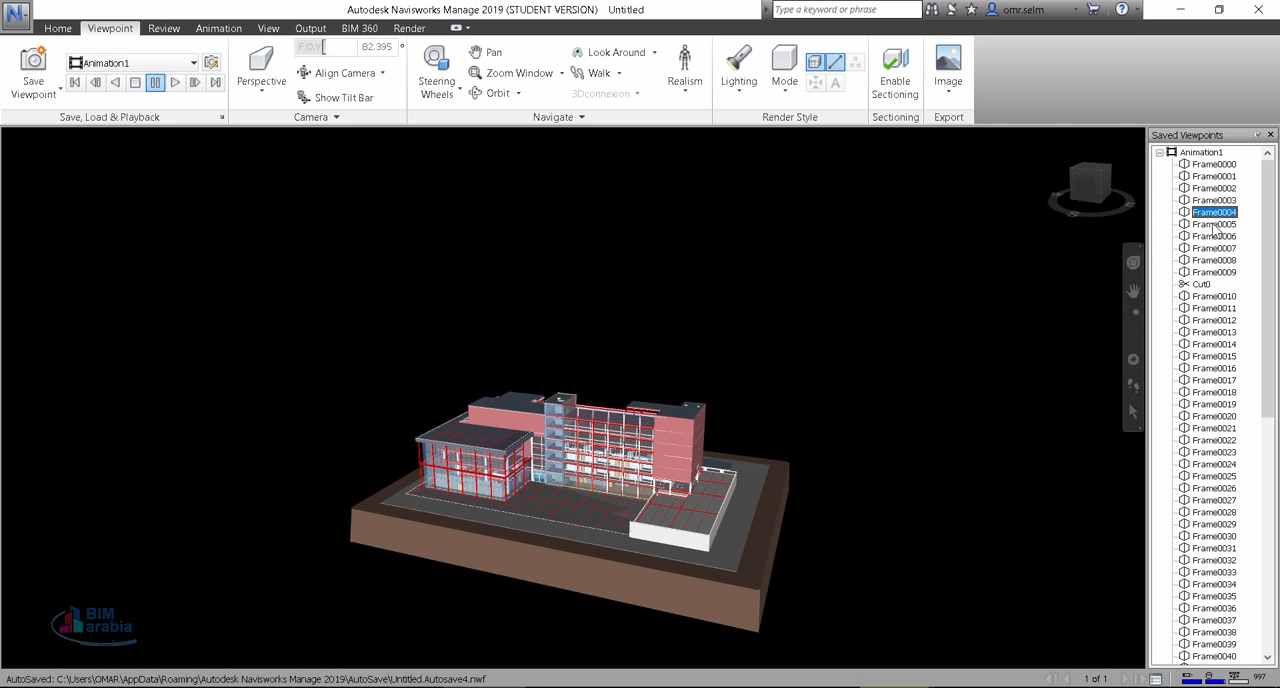 Autodesk Navisworks Manage 2019 (STUDENT VERSION) Untitled
Type a keyword or phrase
omr.selm
Home Viewpoint Review Animation View Output BIM 360 Render
Save Viewpoint
Animation1
Save, Load & Playback
Perspective
F.O.V. 82.395 °
Align Camera
Show Tilt Bar
Camera
Steering Wheels
Pan
Zoom Window
Orbit
Look Around
Walk
3Dconnexion
Realism
Navigate
Lighting
Mode
A
Render Style
Enable Sectioning
Sectioning
Image
Export
Saved Viewpoints
Animation1
Frame0000
Frame0001
Frame0002
Frame0003
Frame0004
Frame0005
Frame0006
Frame0007
Frame0008
Frame0009
Cut0
Frame0010
Frame0011
Frame0012
Frame0013
Frame0014
Frame0015
Frame0016
Frame0017
Frame0018
Frame0019
Frame0020
Frame0021
Frame0022
Frame0023
Frame0024
Frame0025
Frame0026
Frame0027
Frame0028
Frame0029
Frame0030
Frame0031
Frame0032
Frame0033
Frame0034
Frame0035
Frame0036
Frame0037
Frame0038
Frame0039
Frame0040
BIM
arabia
AutoSaved: C:\Users\OMAR\AppData\Roaming\Autodesk Navisworks Manage 2019\AutoSave\Untitled.Autosave4.nwf
1 of 1
997